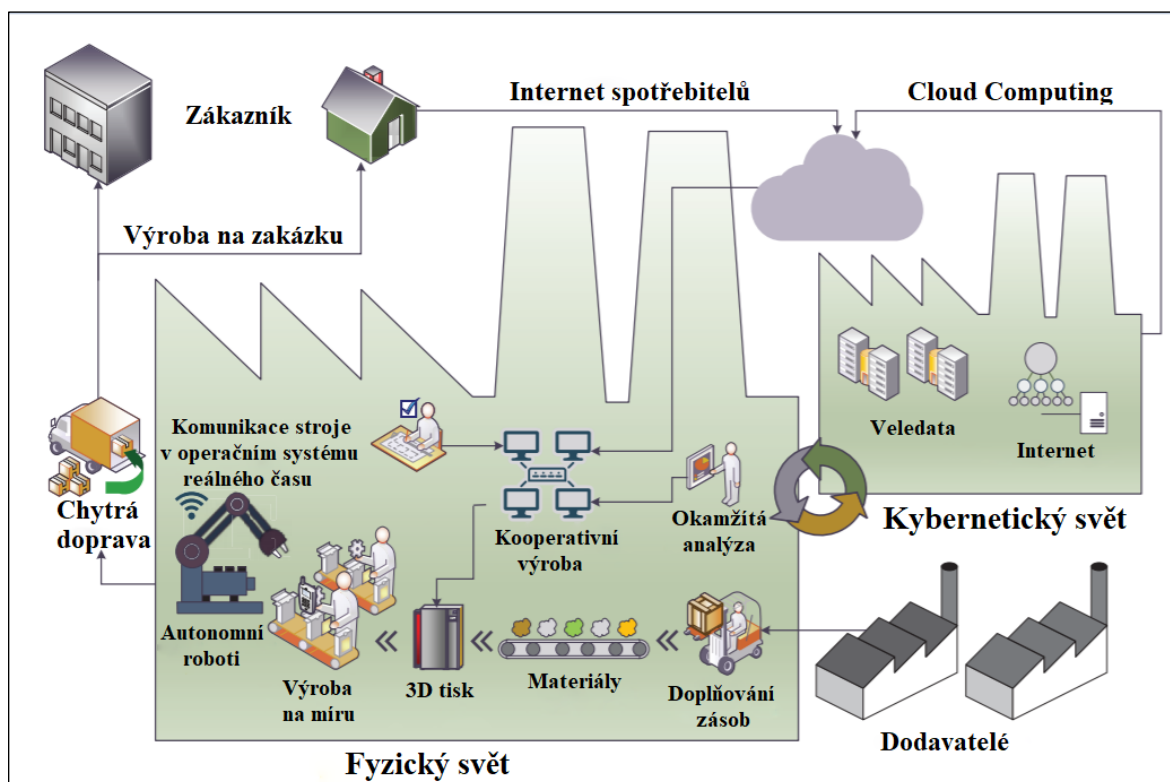 Internet spotřebitelů
Cloud Computing
Zákazník
Výroba na zakázku
Komunikace stroje
v operačním systému
reálného času
Veledata
Internet
Chytrá
doprava
Kooperativní
výroba
Okamžítá
analýza
Kybernetický svět
Autonomní
roboti
Výroba
na míru
3D tisk
Materiály
Doplňování
zásob
Dodavatelé
Fyzický svět